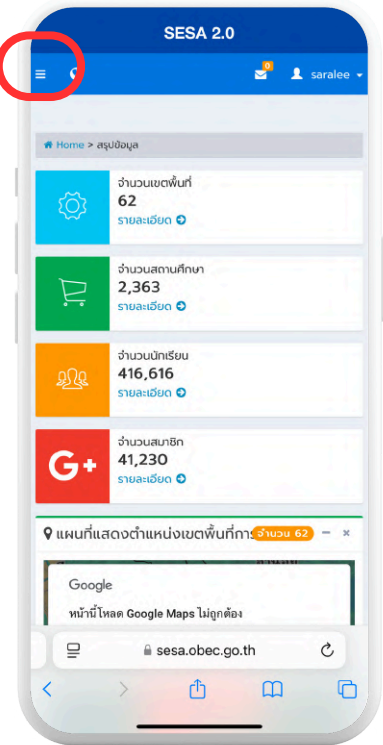 SESA 2.0
0
saralee
Home > สรุปข้อมูล
จำนวนเขตพื้นที่
62
รายละเอียด
จำนวนสถานศึกษา
2,363
รายละเอียด
จำนวนนักเรียน
416,616
รายละเอียด
G+
จำนวนสมาชิก
41,230
รายละเอียด
แผนที่แสดงตำแหน่งเขตพื้นที่การ
จำนวน 62
Google
หน้านี้โหลด Google Maps ไม่ถูกต้อง
sesa.obec.go.th